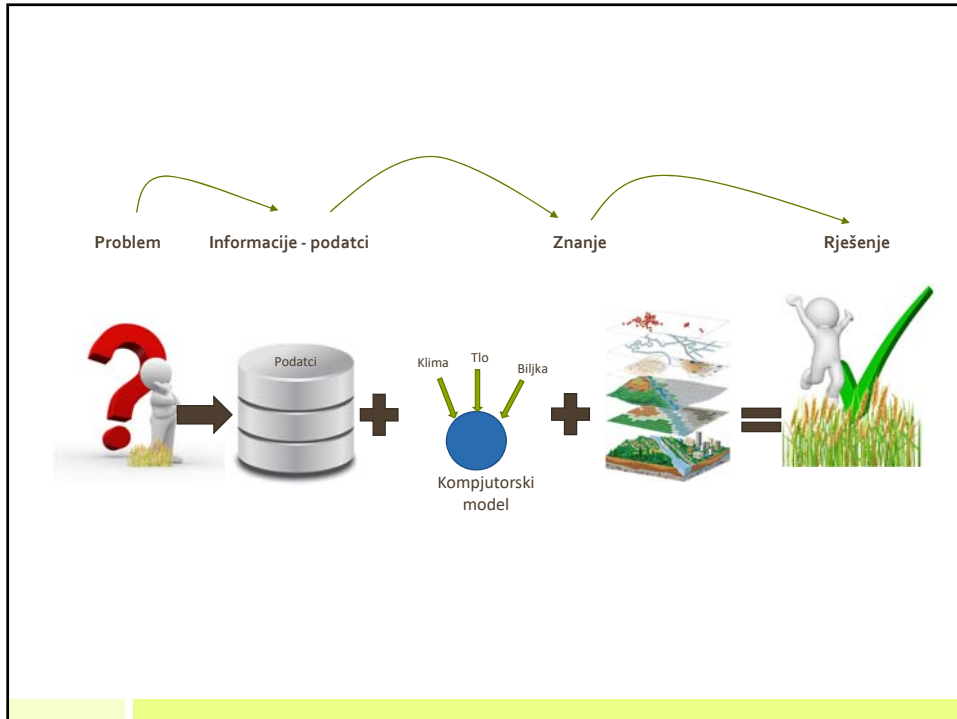 Problem
Informacije - podatci
Znanje
Rješenje
Podatci
Klima
Tlo
Biljka
Kompjutorski
model